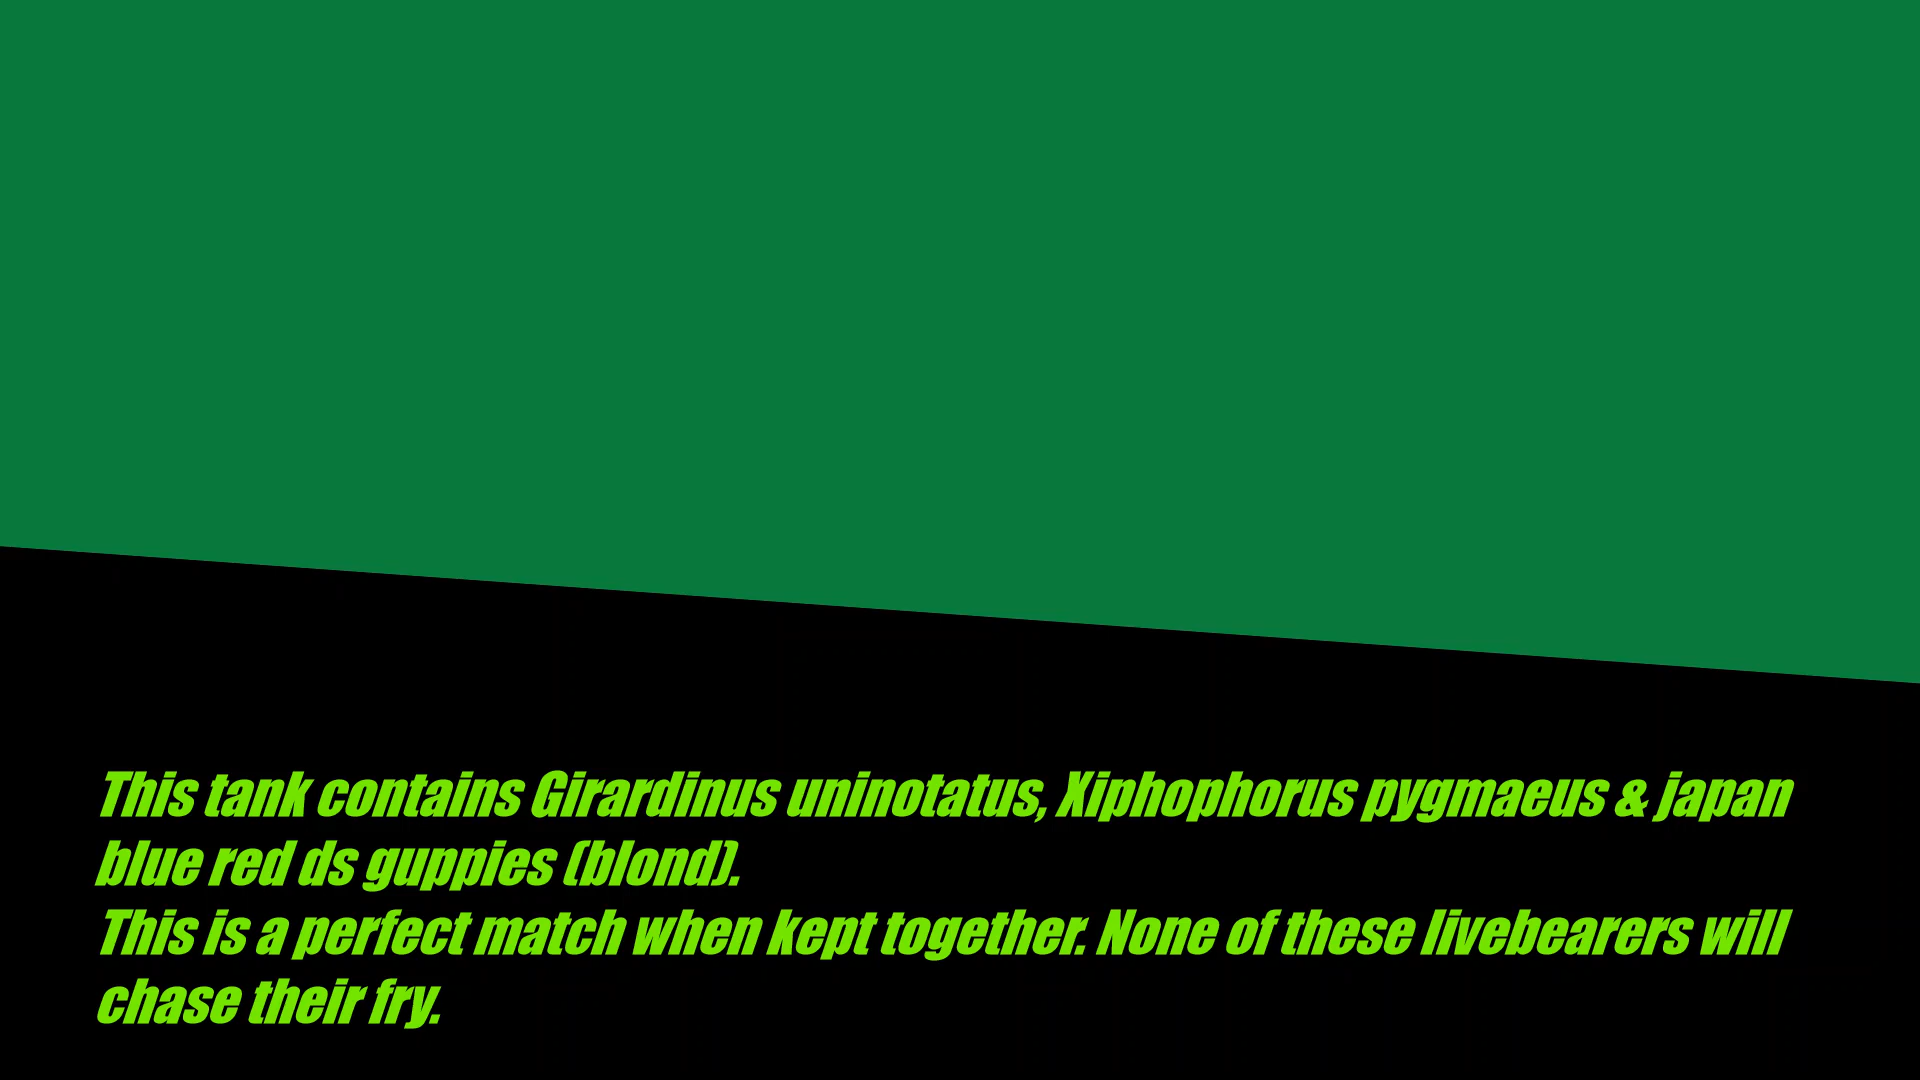 This tank contains Girardinus uninotatus, Xiphophorus pygmaeus & japan
blue red ds guppies (blond).
This is a perfect match when kept together. None of these livebearers will
chase their fry.